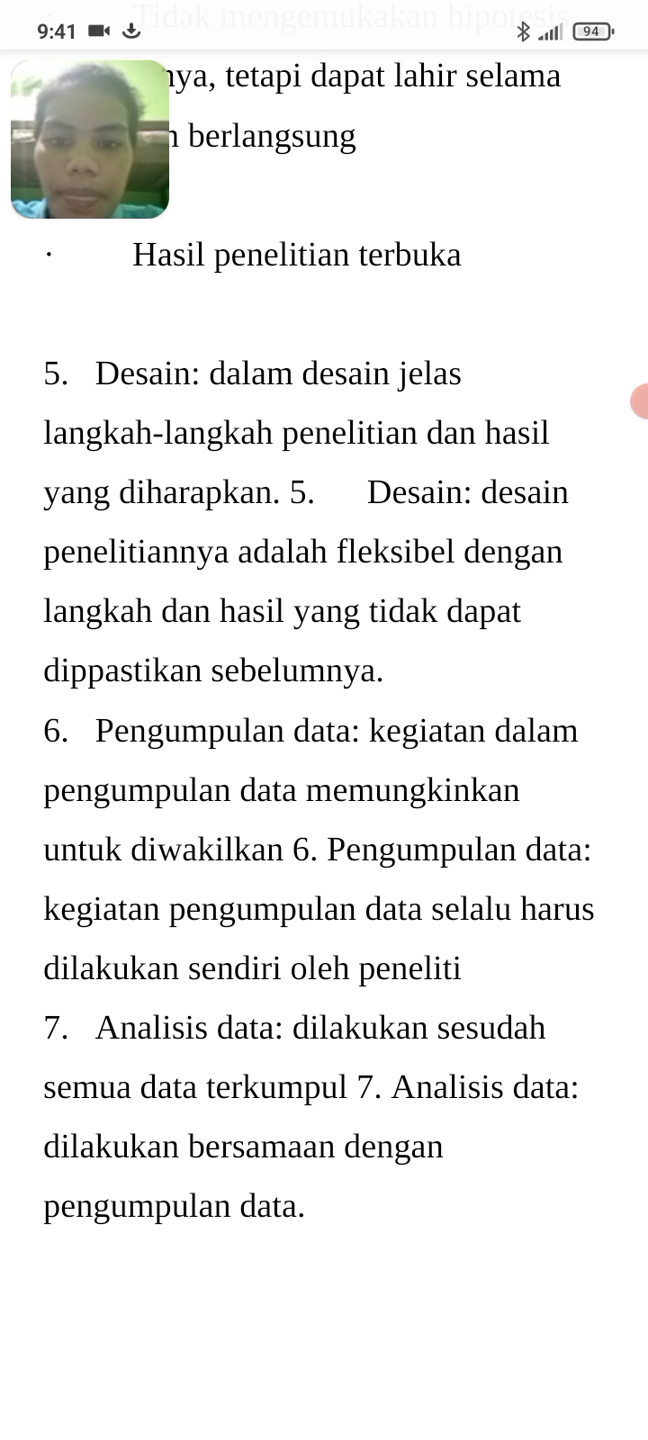 9:41
94
Tidak mengemukakan hipotesis
nya, tetapi dapat lahir selama
n berlangsung
· Hasil penelitian terbuka
5. Desain: dalam desain jelas
langkah-langkah penelitian dan hasil
yang diharapkan. 5. Desain: desain
penelitiannya adalah fleksibel dengan
langkah dan hasil yang tidak dapat
dippastikan sebelumnya.
6. Pengumpulan data: kegiatan dalam
pengumpulan data memungkinkan
untuk diwakilkan 6. Pengumpulan data:
kegiatan pengumpulan data selalu harus
dilakukan sendiri oleh peneliti
7. Analisis data: dilakukan sesudah
semua data terkumpul 7. Analisis data:
dilakukan bersamaan dengan
pengumpulan data.